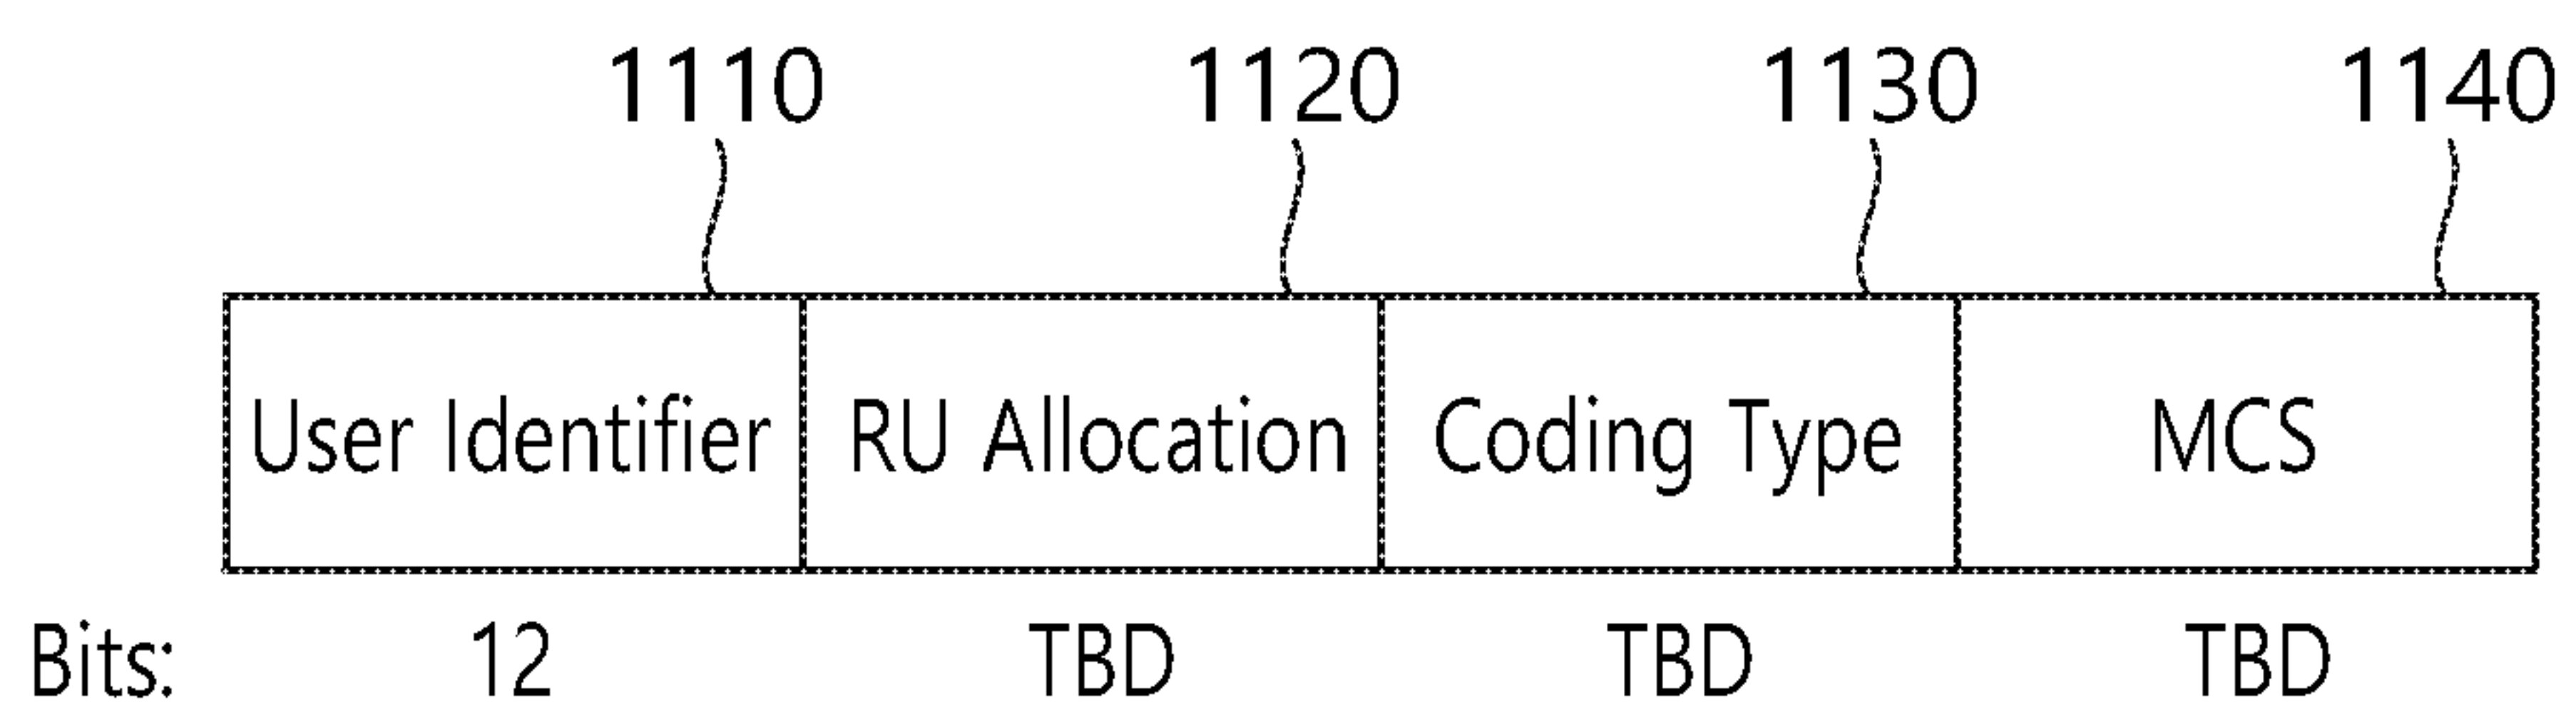 1110 1120 1130 1140
User Identifier RU Allocation Coding Type MCS
Bits: 12 TBD TBD TBD